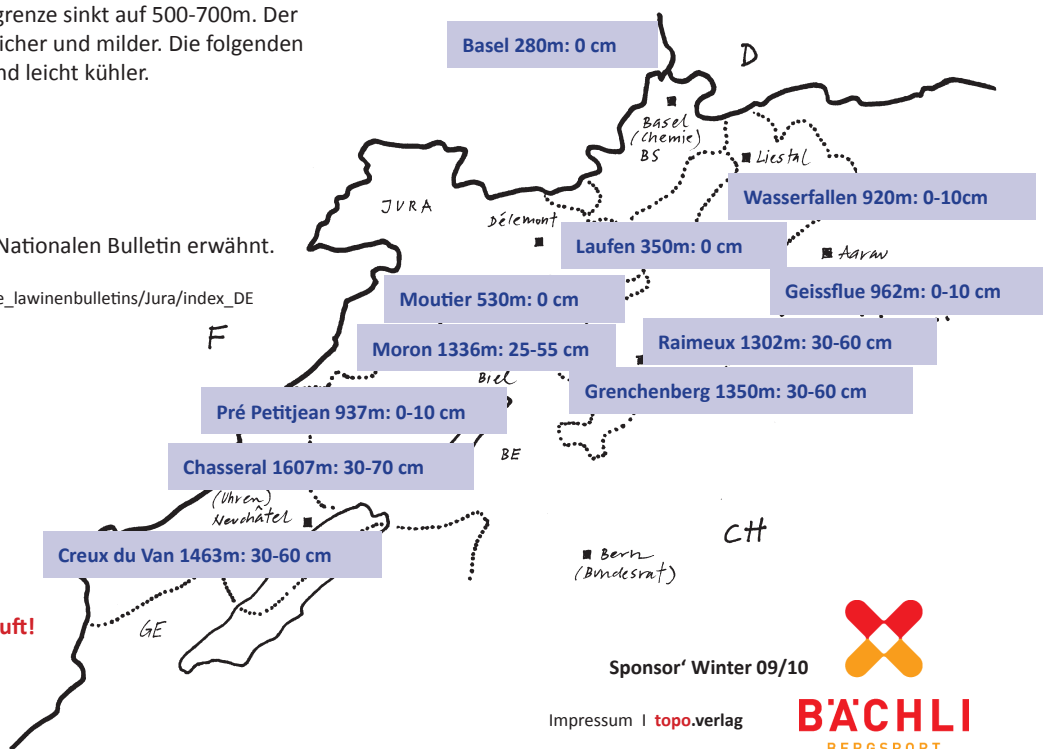 grenze sinkt auf 500-700m. Der
icher und milder. Die folgenden
nd leicht kühler.
Basel 280m: 0 cm
D
Basel
(Chemie)
BS
Liestal
Wasserfallen 920m: 0-10cm
JURA
Délemont
Nationalen Bulletin erwähnt.
Laufen 350m: 0 cm
Aarau
e_lawinenbulletins/Jura/index_DE
Moutier 530m: 0 cm
Geissflue 962m: 0-10 cm
F
Moron 1336m: 25-55 cm
Raimeux 1302m: 30-60 cm
Biel
Grenchenberg 1350m: 30-60 cm
Pré Petitjean 937m: 0-10 cm
BE
Chasseral 1607m: 30-70 cm
(Uhren)
Neuchâtel
CH
Creux du Van 1463m: 30-60 cm
Bern
(Bundesrat)
uft!
GE
Sponsor‘ Winter 09/10
Impressum I topo.verlag
BÄCHLI
BERGSPORT